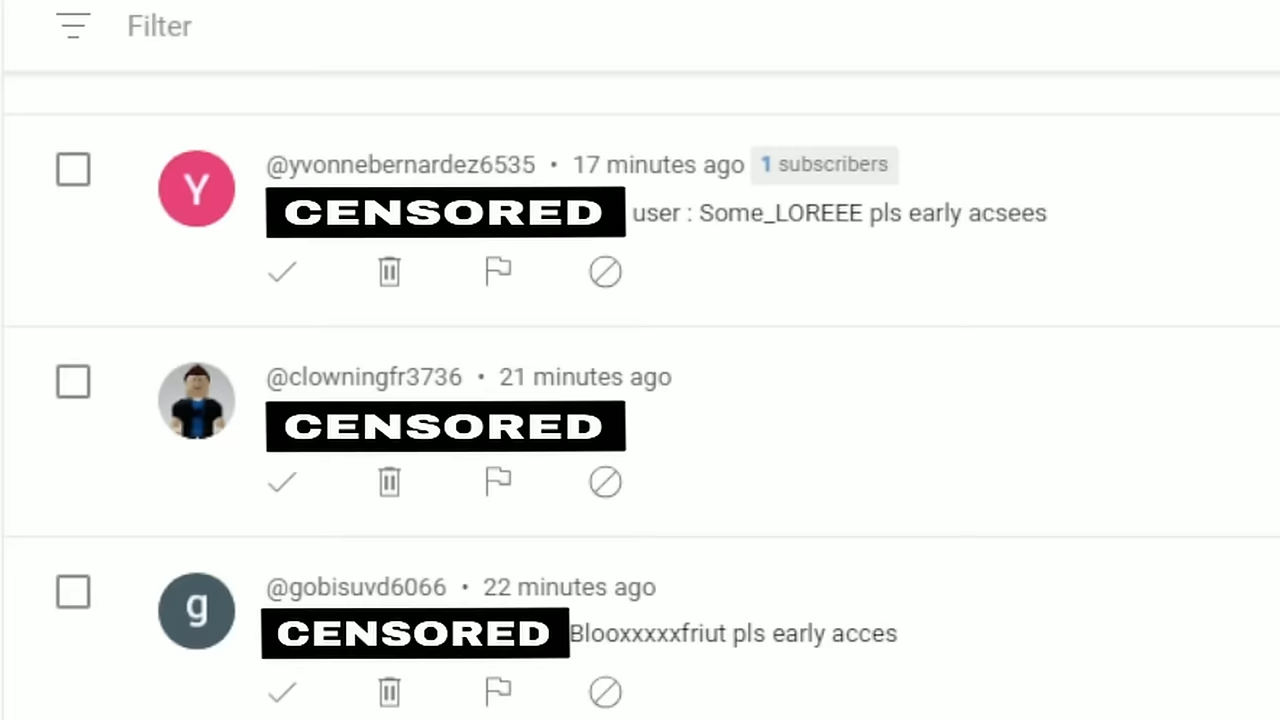 Filter
Y
@yvonnebernardez6535 • 17 minutes ago 1 subscribers
CENSORED user : Some_LOREEE pls early acsees
@clowningfr3736 • 21 minutes ago
CENSORED
g
@gobisuvd6066 • 22 minutes ago
CENSORED Blooxxxxxfriut pls early acces